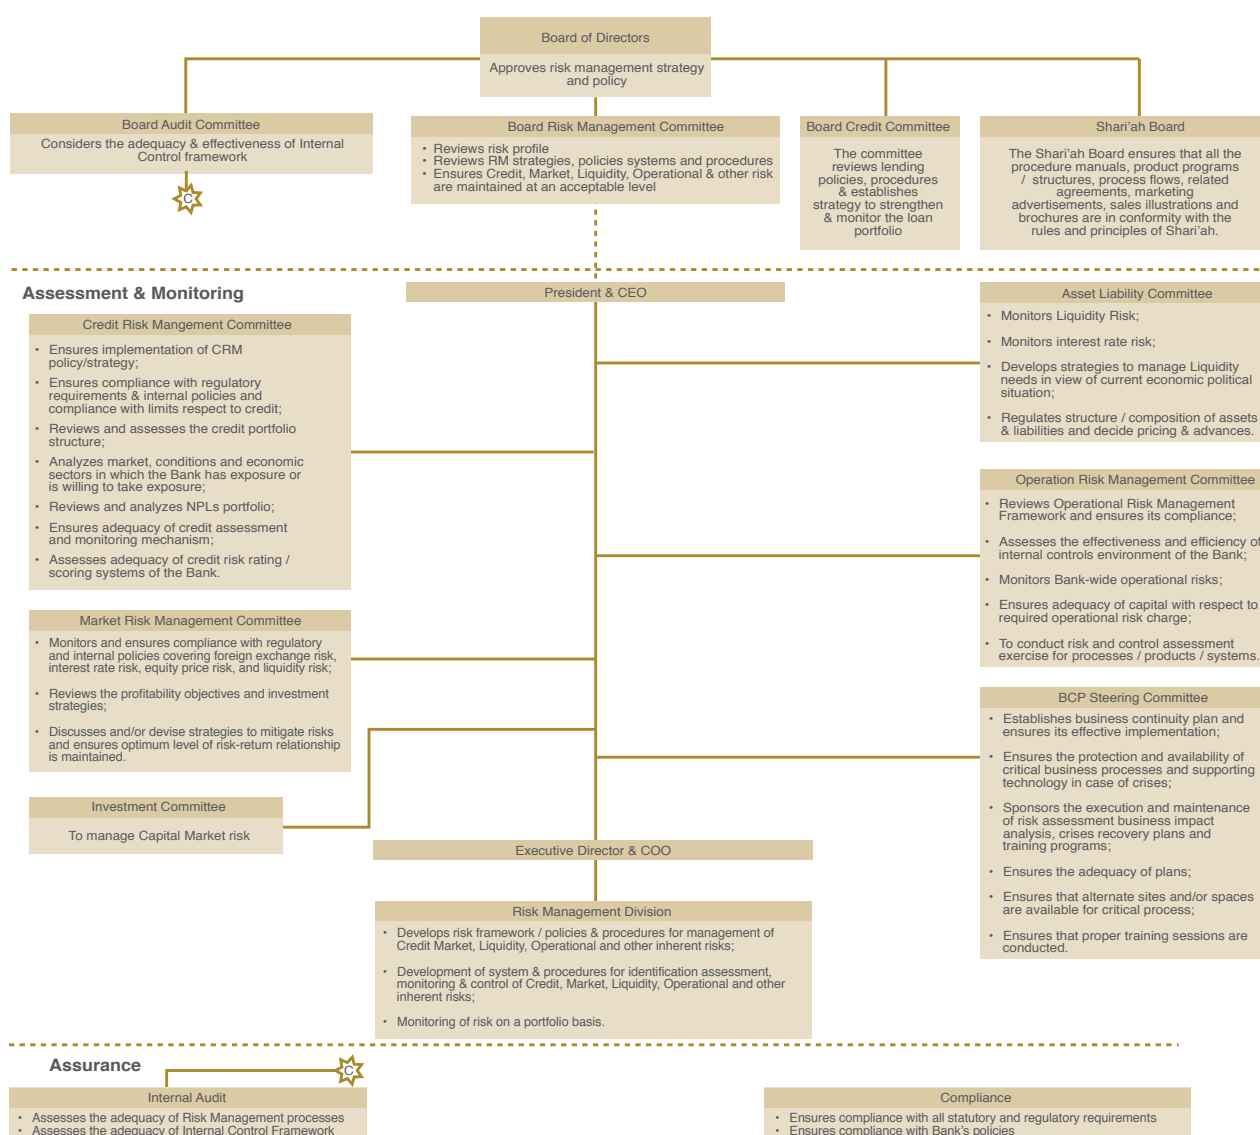 Board of Directors
Approves risk management strategy
and policy
Board Audit Committee
Considers the adequacy & effectiveness of Internal
Control framework
C
Board Risk Management Committee
• Reviews risk profile
• Reviews RM strategies, policies systems and procedures
• Ensures Credit, Market, Liquidity, Operational & other risk
are maintained at an acceptable level
Board Credit Committee
The committee
reviews lending
policies, procedures
& establishes
strategy to strengthen
& monitor the loan
portfolio
Shari'ah Board
The Shari'ah Board ensures that all the
procedure manuals, product programs
/ structures, process flows, related
agreements, marketing
advertisements, sales illustrations and
brochures are in conformity with the
rules and principles of Shari'ah.
Assessment & Monitoring
President & CEO
Credit Risk Mangement Committee
• Ensures implementation of CRM
policy/strategy;
• Ensures compliance with regulatory
requirements & internal policies and
compliance with limits respect to credit;
• Reviews and assesses the credit portfolio
structure;
• Analyzes market, conditions and economic
sectors in which the Bank has exposure or
is willing to take exposure;
• Reviews and analyzes NPLs portfolio;
• Ensures adequacy of credit assessment
and monitoring mechanism;
• Assesses adequacy of credit risk rating /
scoring systems of the Bank.
Market Risk Management Committee
• Monitors and ensures compliance with regulatory
and internal policies covering foreign exchange risk,
interest rate risk, equity price risk, and liquidity risk;
• Reviews the profitability objectives and investment
strategies;
• Discusses and/or devise strategies to mitigate risks
and ensures optimum level of risk-return relationship
is maintained.
Investment Committee
To manage Capital Market risk
Asset Liability Committee
• Monitors Liquidity Risk;
• Monitors interest rate risk;
• Develops strategies to manage Liquidity
needs in view of current economic political
situation;
• Regulates structure / composition of assets
& liabilities and decide pricing & advances.
Operation Risk Management Committee
• Reviews Operational Risk Management
Framework and ensures its compliance;
• Assesses the effectiveness and efficiency of
internal controls environment of the Bank;
• Monitors Bank-wide operational risks;
• Ensures adequacy of capital with respect to
required operational risk charge;
• To conduct risk and control assessment
exercise for processes / products / systems.
BCP Steering Committee
• Establishes business continuity plan and
ensures its effective implementation;
• Ensures the protection and availability of
critical business processes and supporting
technology in case of crises;
• Sponsors the execution and maintenance
of risk assessment business impact
analysis, crises recovery plans and
training programs;
• Ensures the adequacy of plans;
• Ensures that alternate sites and/or spaces
are available for critical process;
• Ensures that proper training sessions are
conducted.
Executive Director & COO
Risk Management Division
• Develops risk framework / policies & procedures for management of
Credit Market, Liquidity, Operational and other inherent risks;
• Development of system & procedures for identification assessment,
monitoring & control of Credit, Market, Liquidity, Operational and other
inherent risks;
• Monitoring of risk on a portfolio basis.
Assurance
C
Internal Audit
• Assesses the adequacy of Risk Management processes
• Assesses the adequacy of Internal Control Framework
Compliance
• Ensures compliance with all statutory and regulatory requirements
• Ensures compliance with Bank's policies